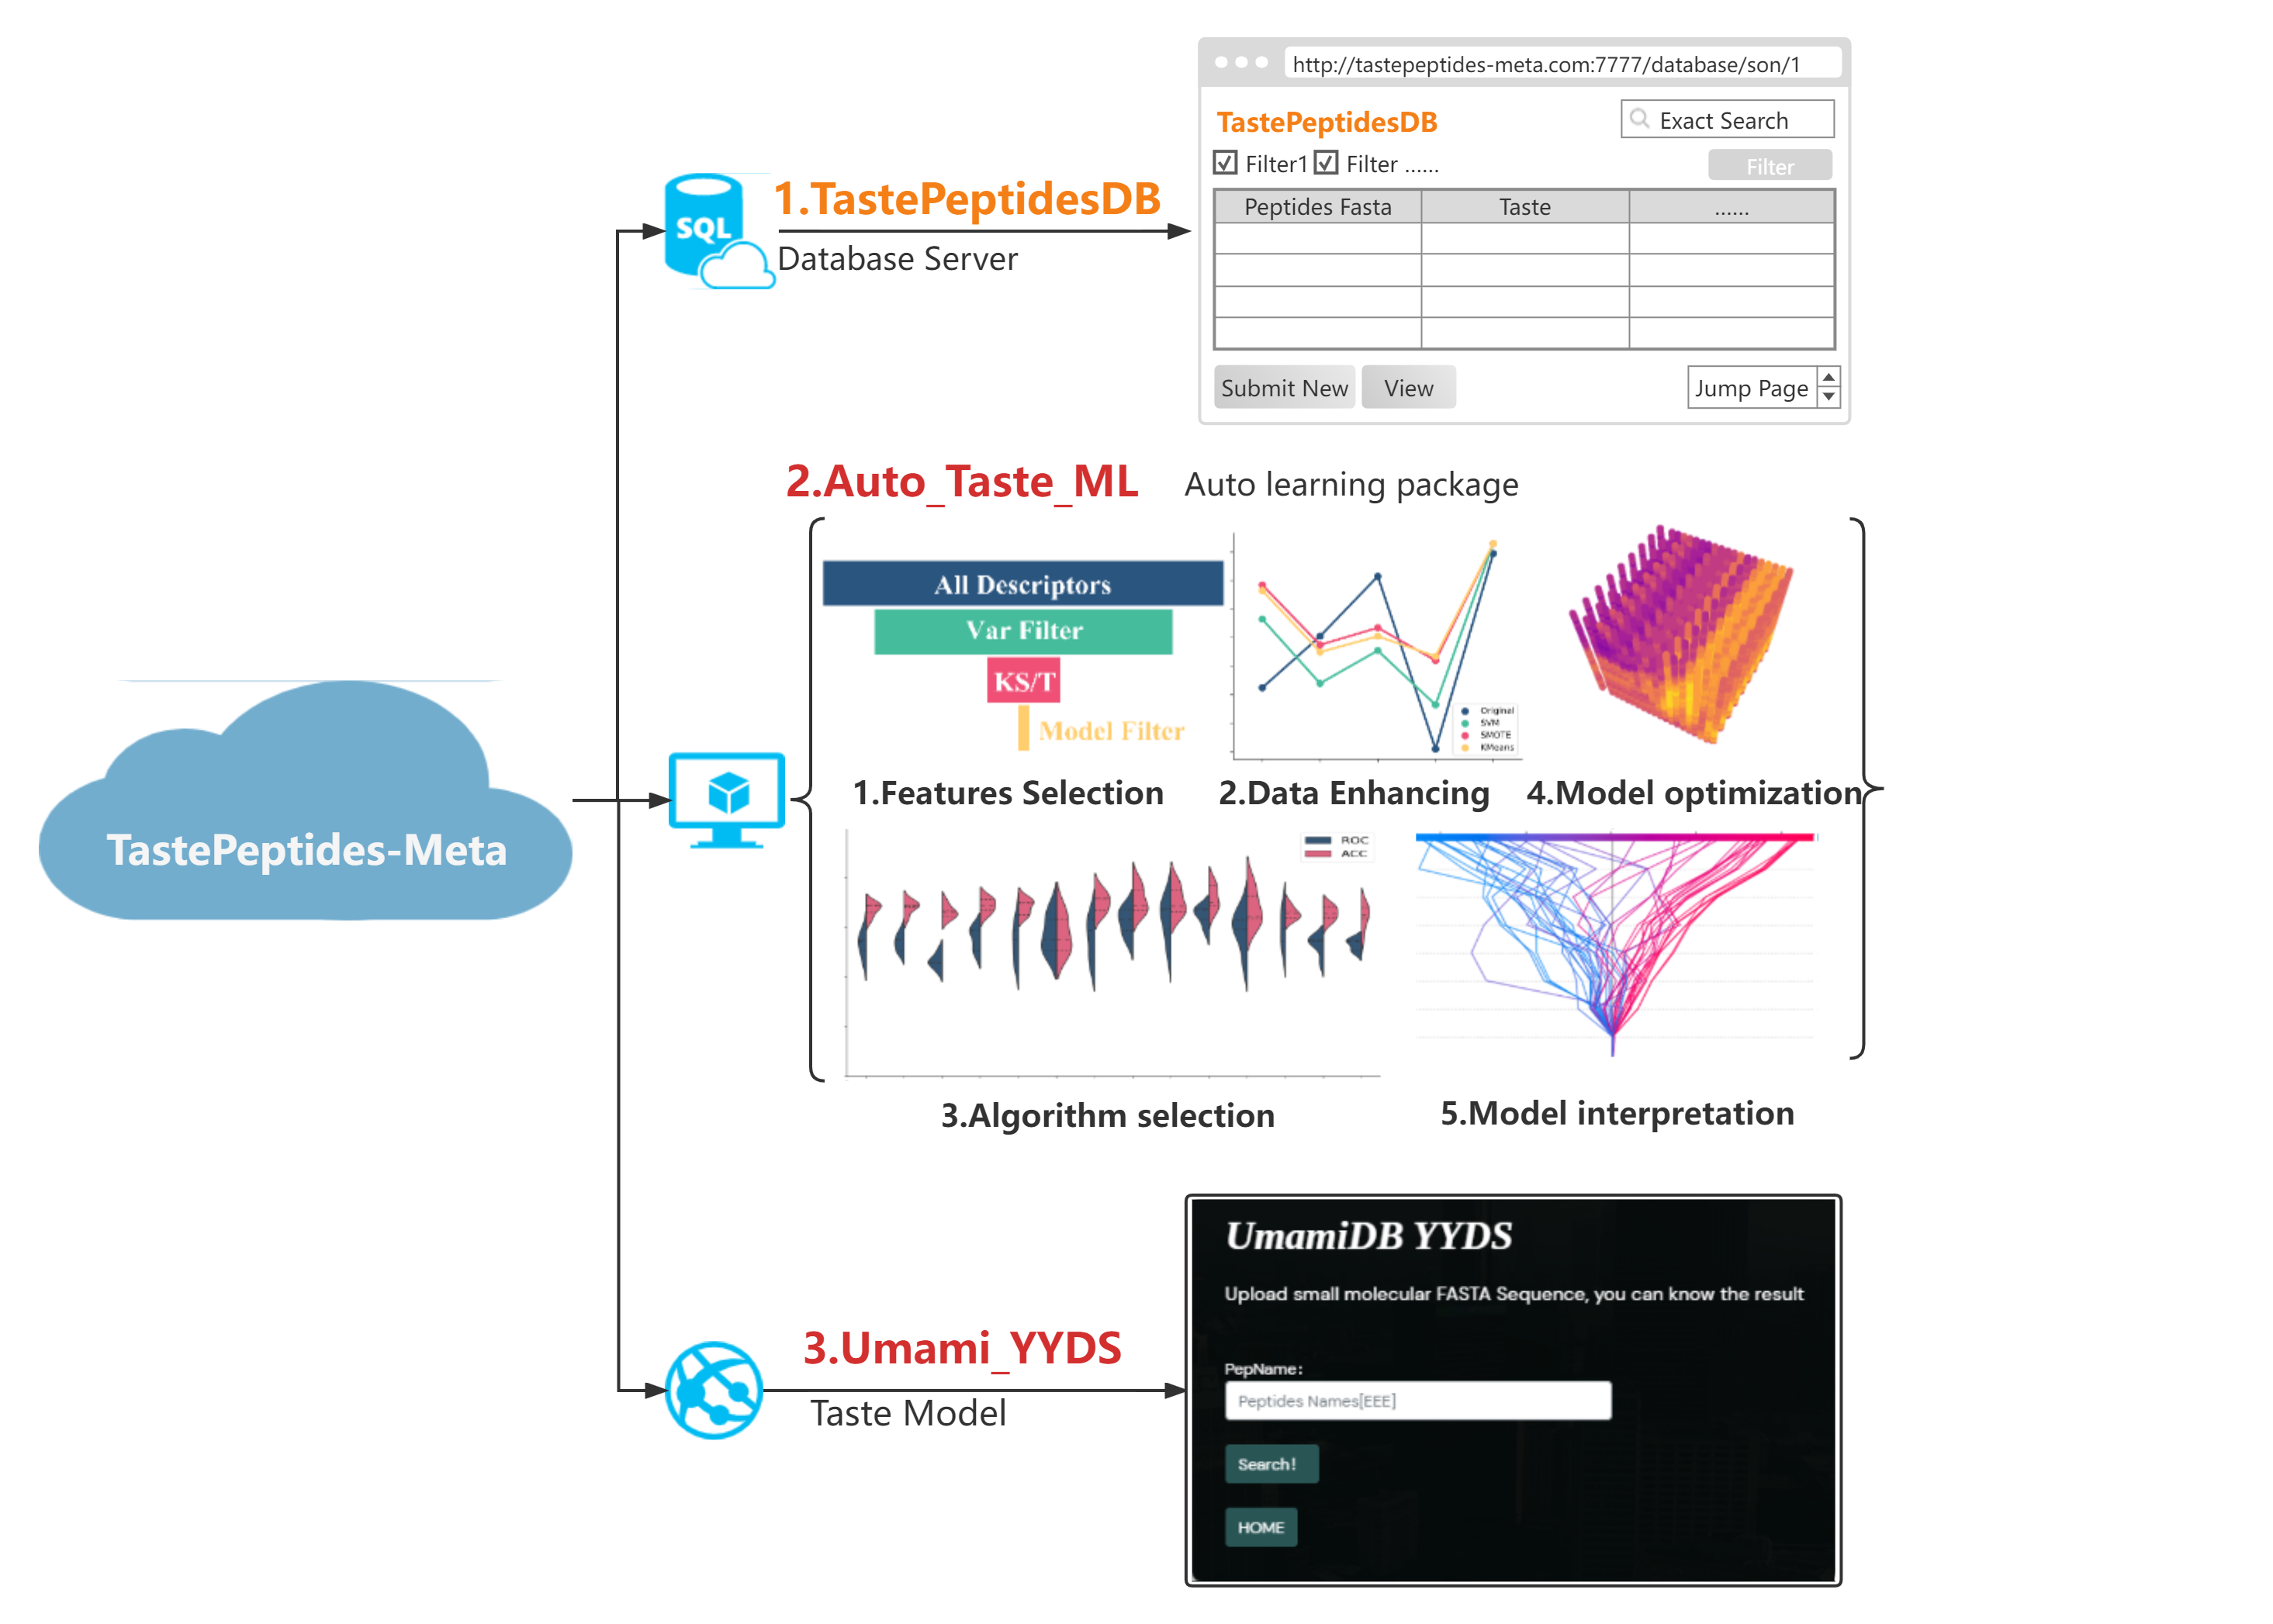 http://tastepeptides-meta.com:7777/database/son/1
TastePeptidesDB
Exact Search
Filter1
Filter ......
Filter
Peptides Fasta
Taste
......
Submit New
View
Jump Page
SQL
1.TastePeptidesDB
Database Server
2.Auto_Taste_ML
Auto learning package
All Descriptors
Var Filter
KS/T
Model Filter
Original
SVM
SMOTE
KMeans
1.Features Selection
2.Data Enhancing
4.Model optimization
TastePeptides-Meta
ROC
ACC
3.Algorithm selection
5.Model interpretation
3.Umami_YYDS
Taste Model
UmamiDB YYDS
Upload small molecular FASTA Sequence, you can know the result
PepName:
Peptides Names[EEE]
Search!
HOME